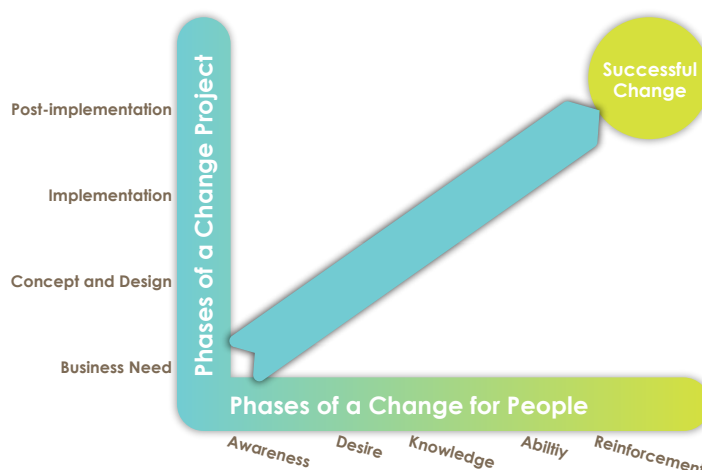 Successful
Change
Phases of a Change Project
Post-implementation
Implementation
Concept and Design
Business Need
Phases of a Change for People
Awareness
Desire
Knowledge
Abiltiy
Reinforcement